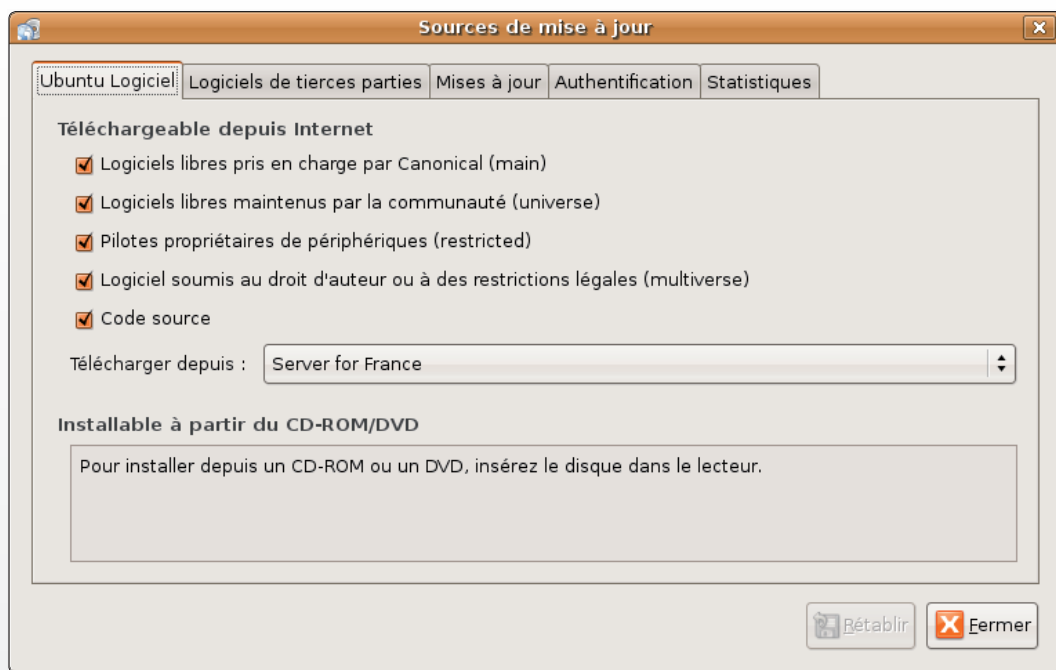 Sources de mise à jour
Ubuntu Logiciel Logiciels de tierces parties Mises à jour Authentification Statistiques
Téléchargeable depuis Internet
Logiciels libres pris en charge par Canonical (main)
Logiciels libres maintenus par la communauté (universe)
Pilotes propriétaires de périphériques (restricted)
Logiciel soumis au droit d'auteur ou à des restrictions légales (multiverse)
Code source
Télécharger depuis : Server for France
Installable à partir du CD-ROM/DVD
Pour installer depuis un CD-ROM ou un DVD, insérez le disque dans le lecteur.
Rétablir Fermer